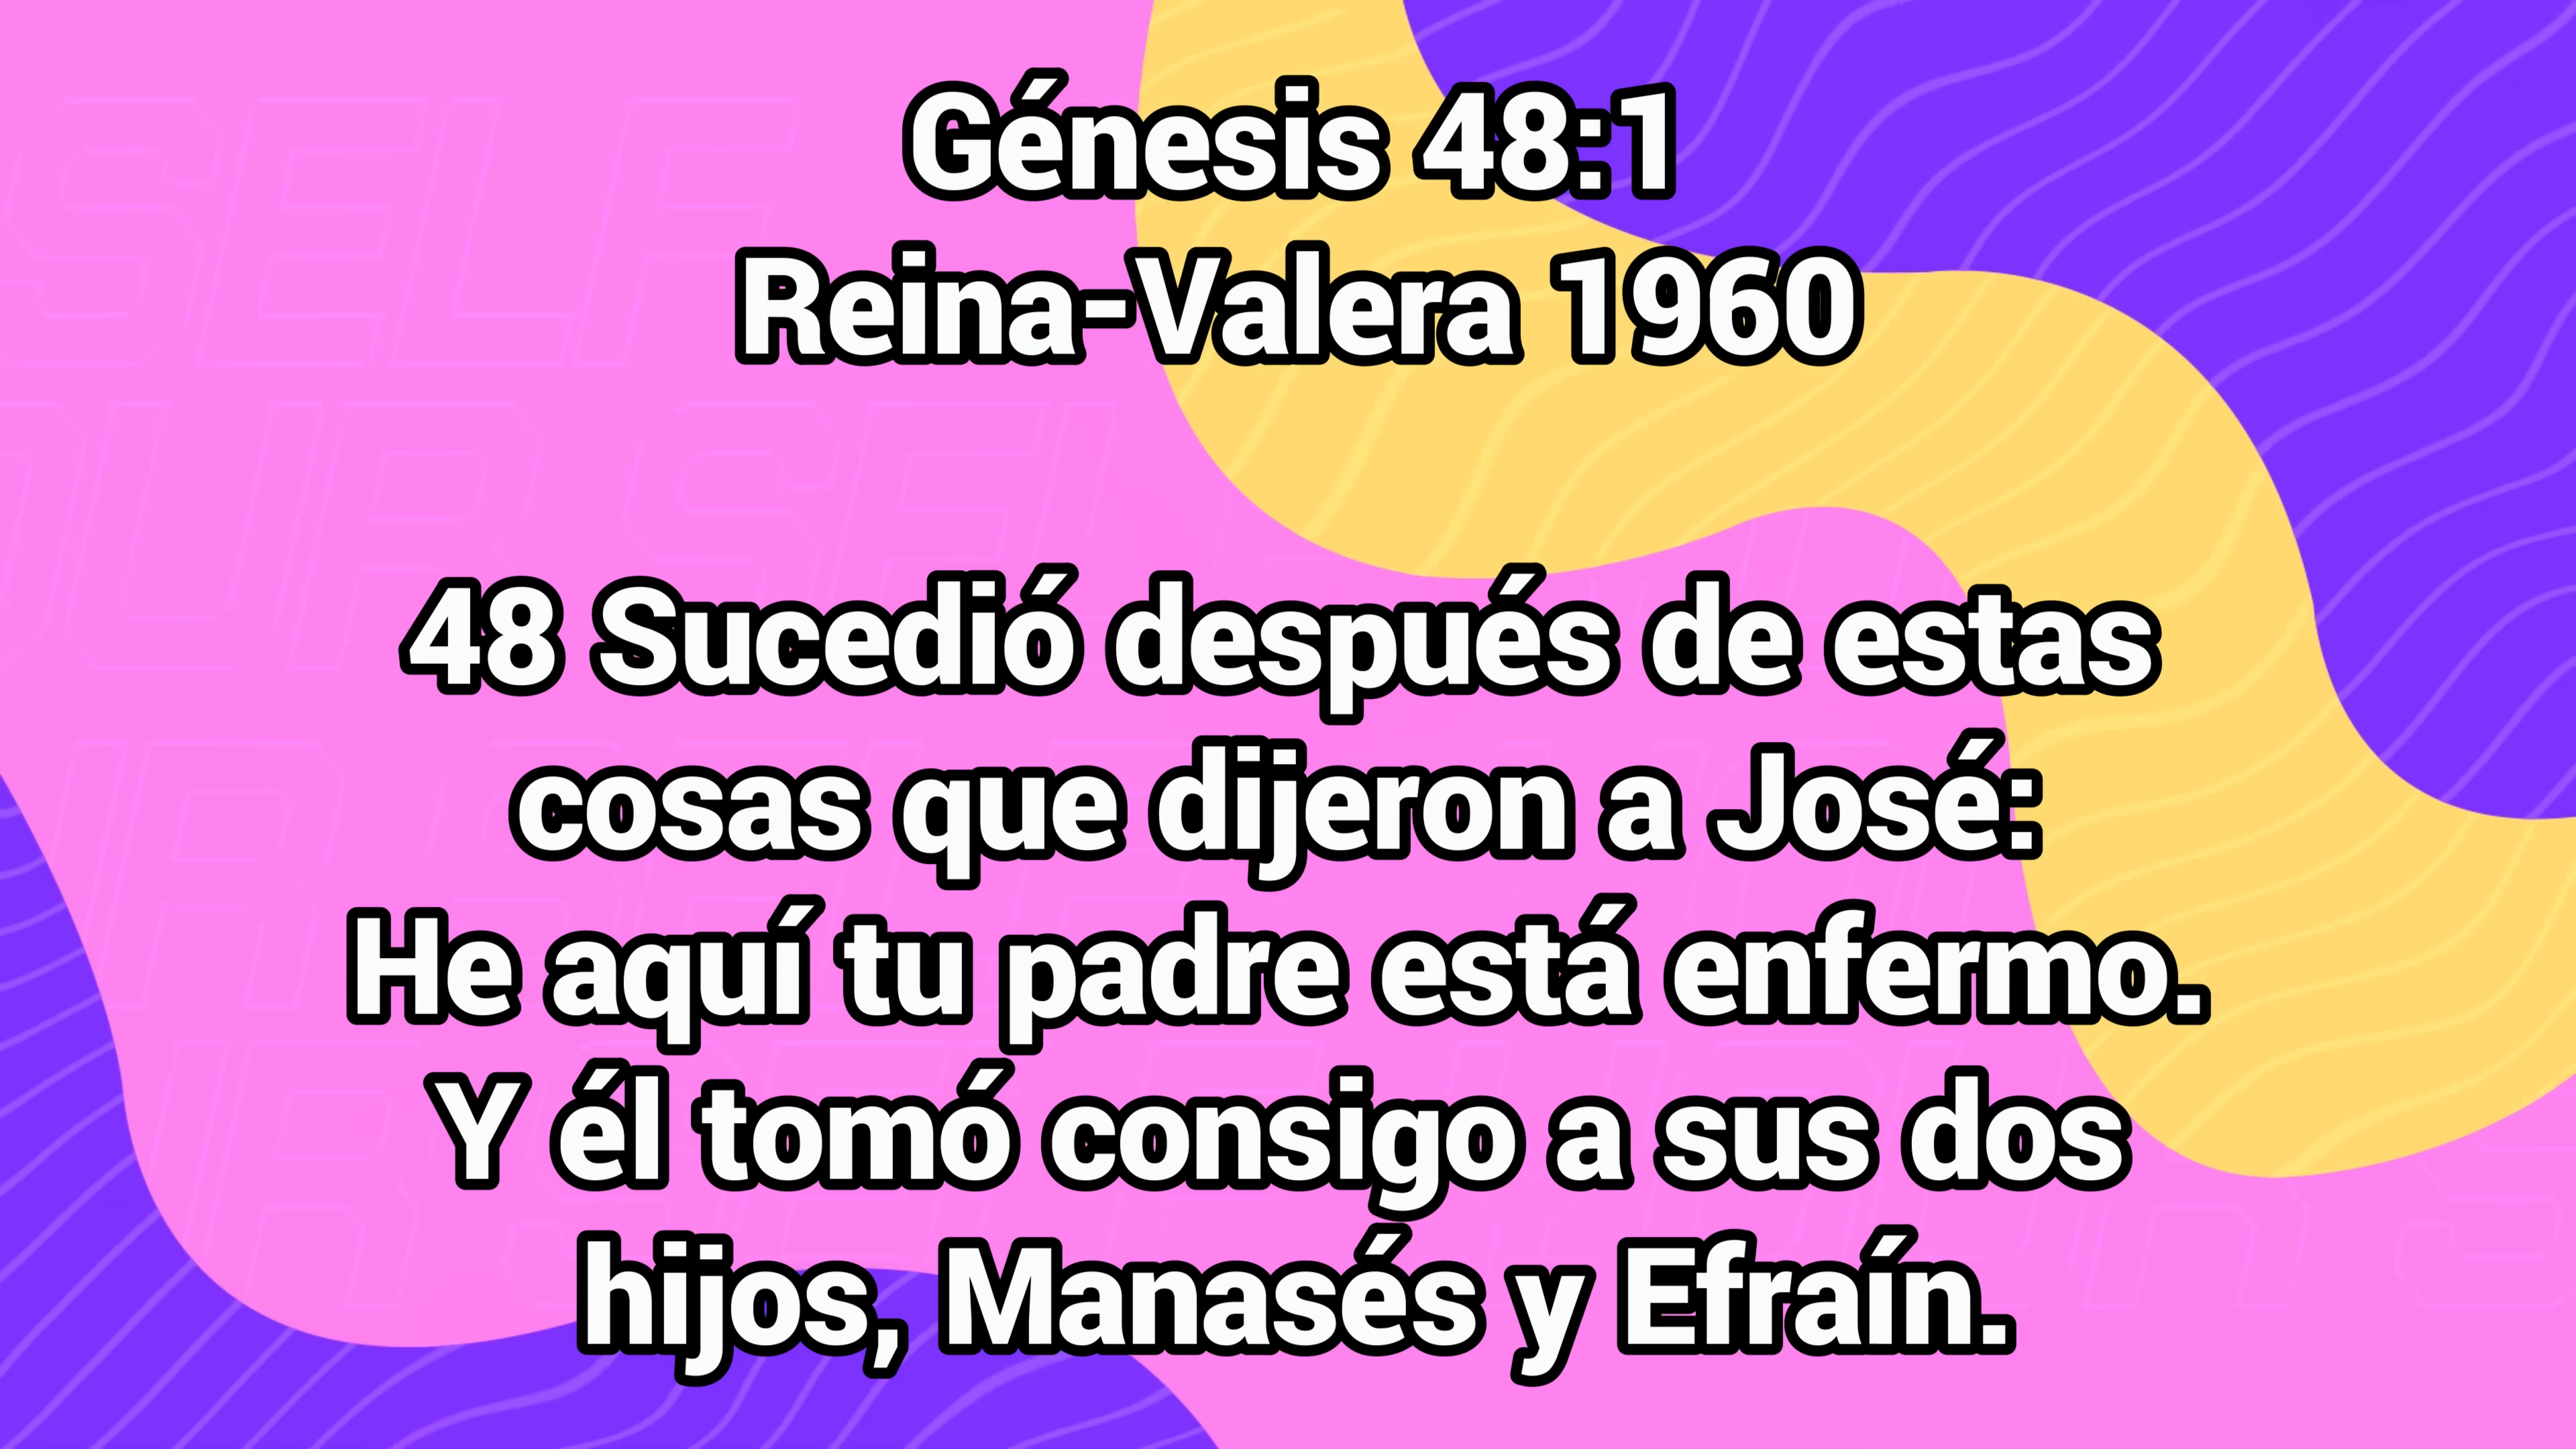 Génesis 48:1
Reina-Valera 1960
48 Sucedió después de estas
cosas que dijeron a José:
He aquí tu padre está enfermo.
Y él tomó consigo a sus dos
hijos, Manasés y Efraín.